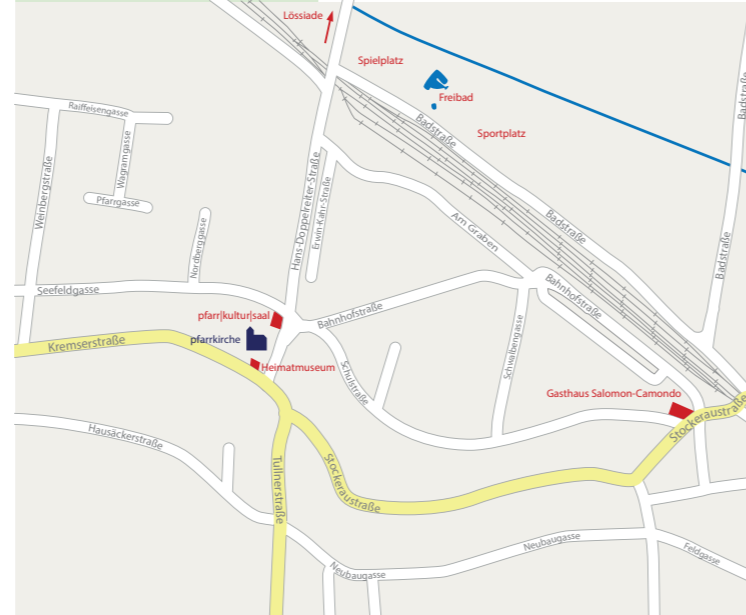 Lössiade
Spielplatz
Freibad
Badstraße
Sportplatz
Badstraße
Raiffeisengasse
Wagramgasse
Weinbergstraße
Pfarrgasse
Hans-Doppelreiter-Straße
Erwin-Kahr-Straße
Am Graben
Badstraße
Badstraße
Nordberggasse
Seefeldgasse
Bahnhofstraße
Bahnhofstraße
pfarr|kultur|saal
pfarrkirche
Kremserstraße
Heimatmuseum
Schulstraße
Schwalbengasse
Gasthaus Salomon-Camondo
Stockeraustraße
Hausäckerstraße
Tullnerstraße
Stockeraustraße
Neubaugasse
Neubaugasse
Feldgasse